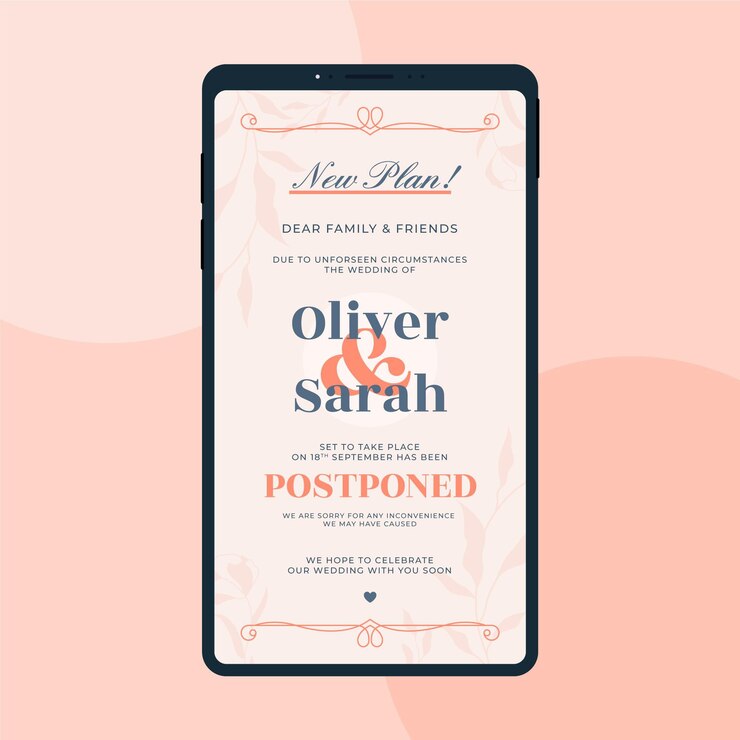 New Plan!
DEAR FAMILY & FRIENDS
DUE TO UNFORSEEN CIRCUMSTANCES
THE WEDDING OF
Oliver
&
Sarah
SET TO TAKE PLACE
ON 18TH SEPTEMBER HAS BEEN
POSTPONED
WE ARE SORRY FOR ANY INCONVENIENCE
WE MAY HAVE CAUSED
WE HOPE TO CELEBRATE
OUR WEDDING WITH YOU SOON